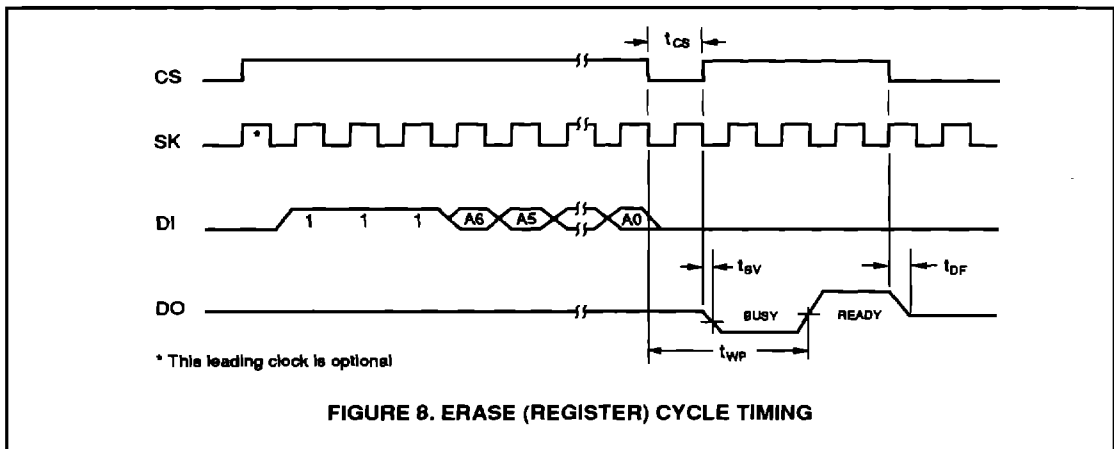 tCS
CS
SK *
DI 1 1 1 A6 A5 A0
tSV tDF
DO BUSY READY
tWP
* This leading clock is optional
FIGURE 8. ERASE (REGISTER) CYCLE TIMING